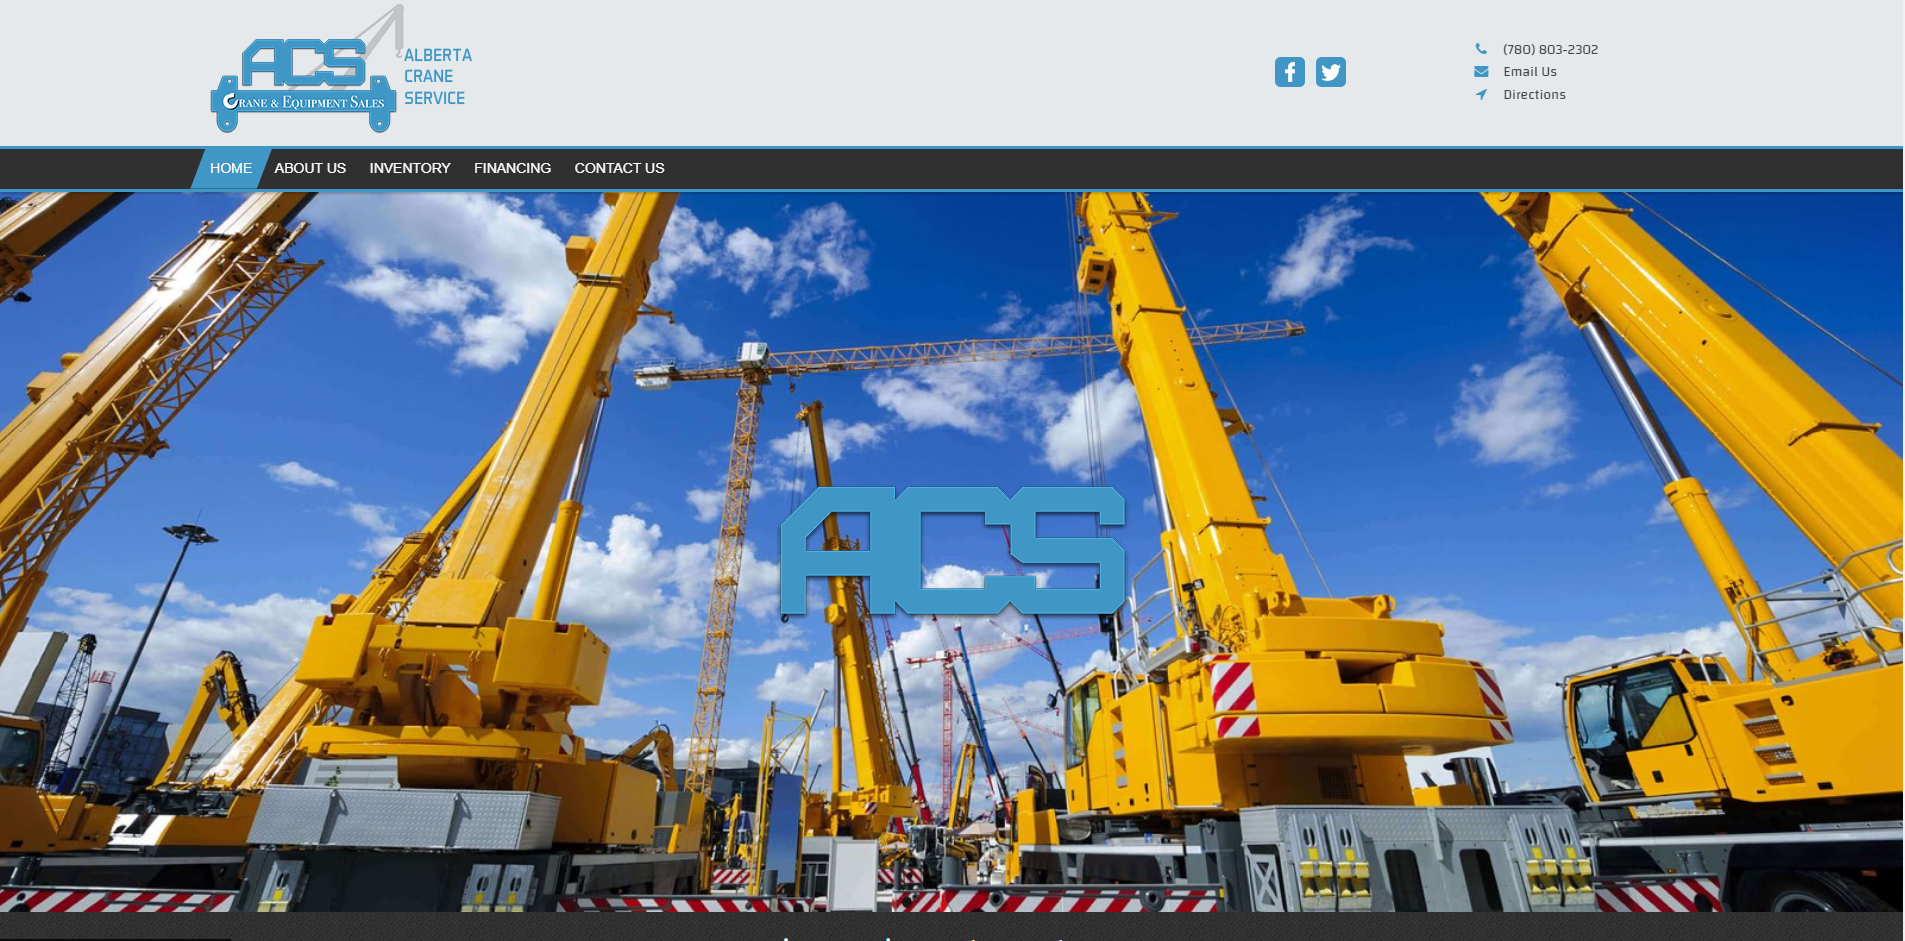 ACS
CRANE & EQUIPMENT SALES
ALBERTA
CRANE
SERVICE
(780) 803-2302
Email Us
Directions
HOME ABOUT US INVENTORY FINANCING CONTACT US
ACS